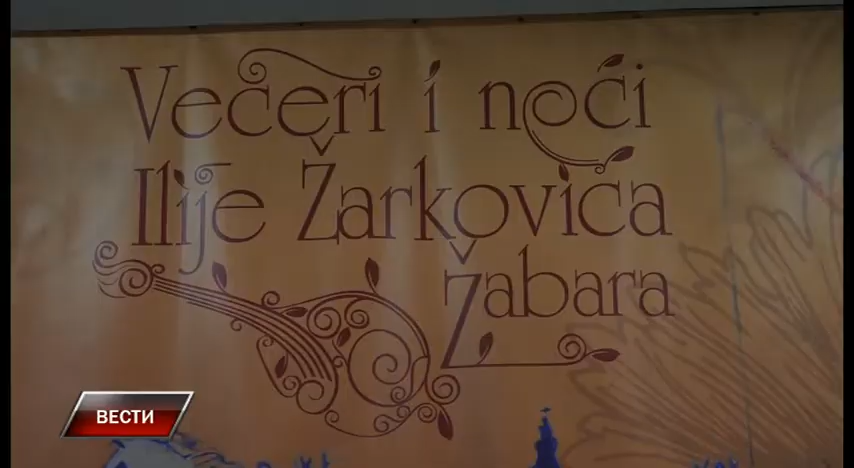 Večeri i noći
Ilije Žarkovića
Žabara
ВЕСТИ